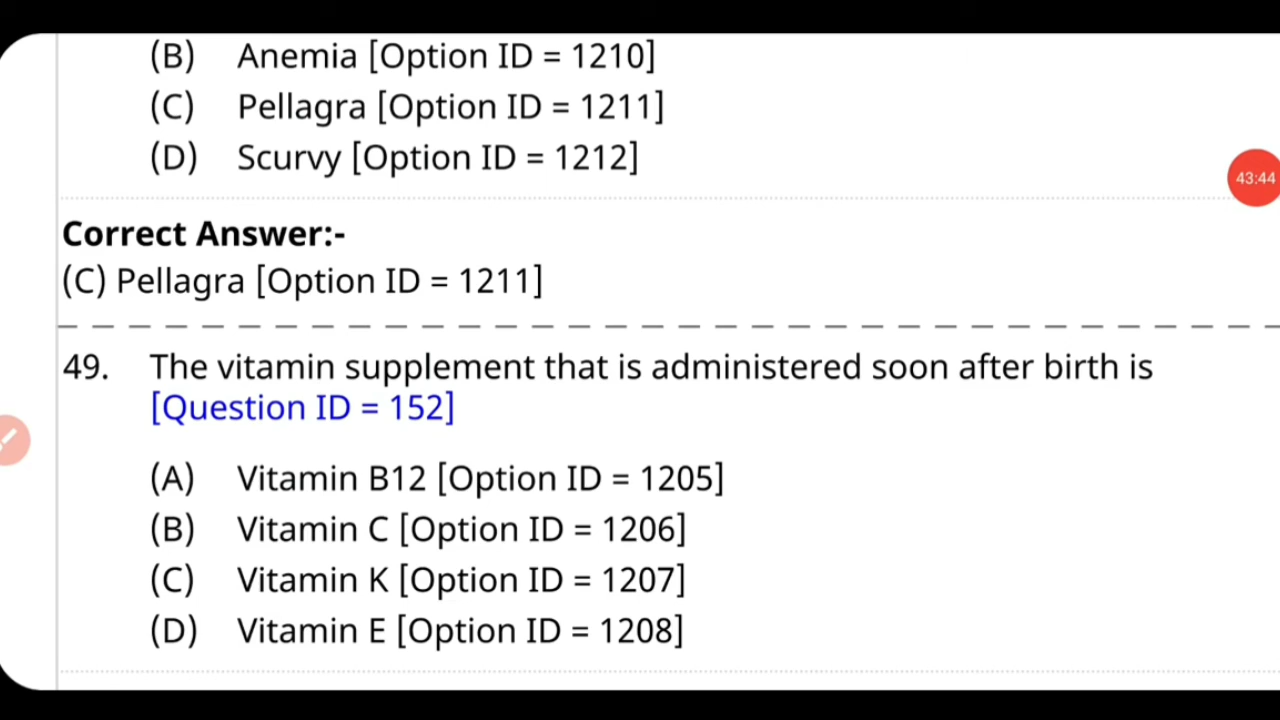 (B) Anemia [Option ID = 1210]
(C) Pellagra [Option ID = 1211]
(D) Scurvy [Option ID = 1212]
43:44
Correct Answer:-
(C) Pellagra [Option ID = 1211]
49. The vitamin supplement that is administered soon after birth is
[Question ID = 152]
(A) Vitamin B12 [Option ID = 1205]
(B) Vitamin C [Option ID = 1206]
(C) Vitamin K [Option ID = 1207]
(D) Vitamin E [Option ID = 1208]